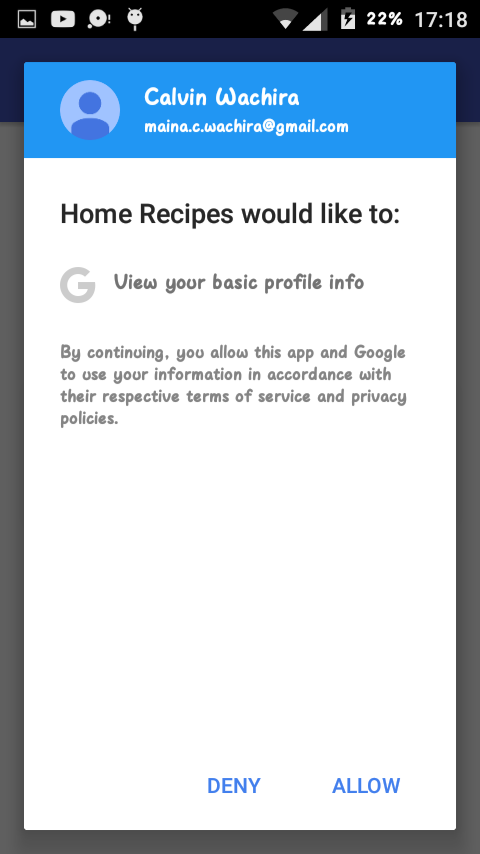 22% 17:18
Calvin Wachira
maina.c.wachira@gmail.com
Home Recipes would like to:
G View your basic profile info
By continuing, you allow this app and Google
to use your information in accordance with
their respective terms of service and privacy
policies.
DENY ALLOW